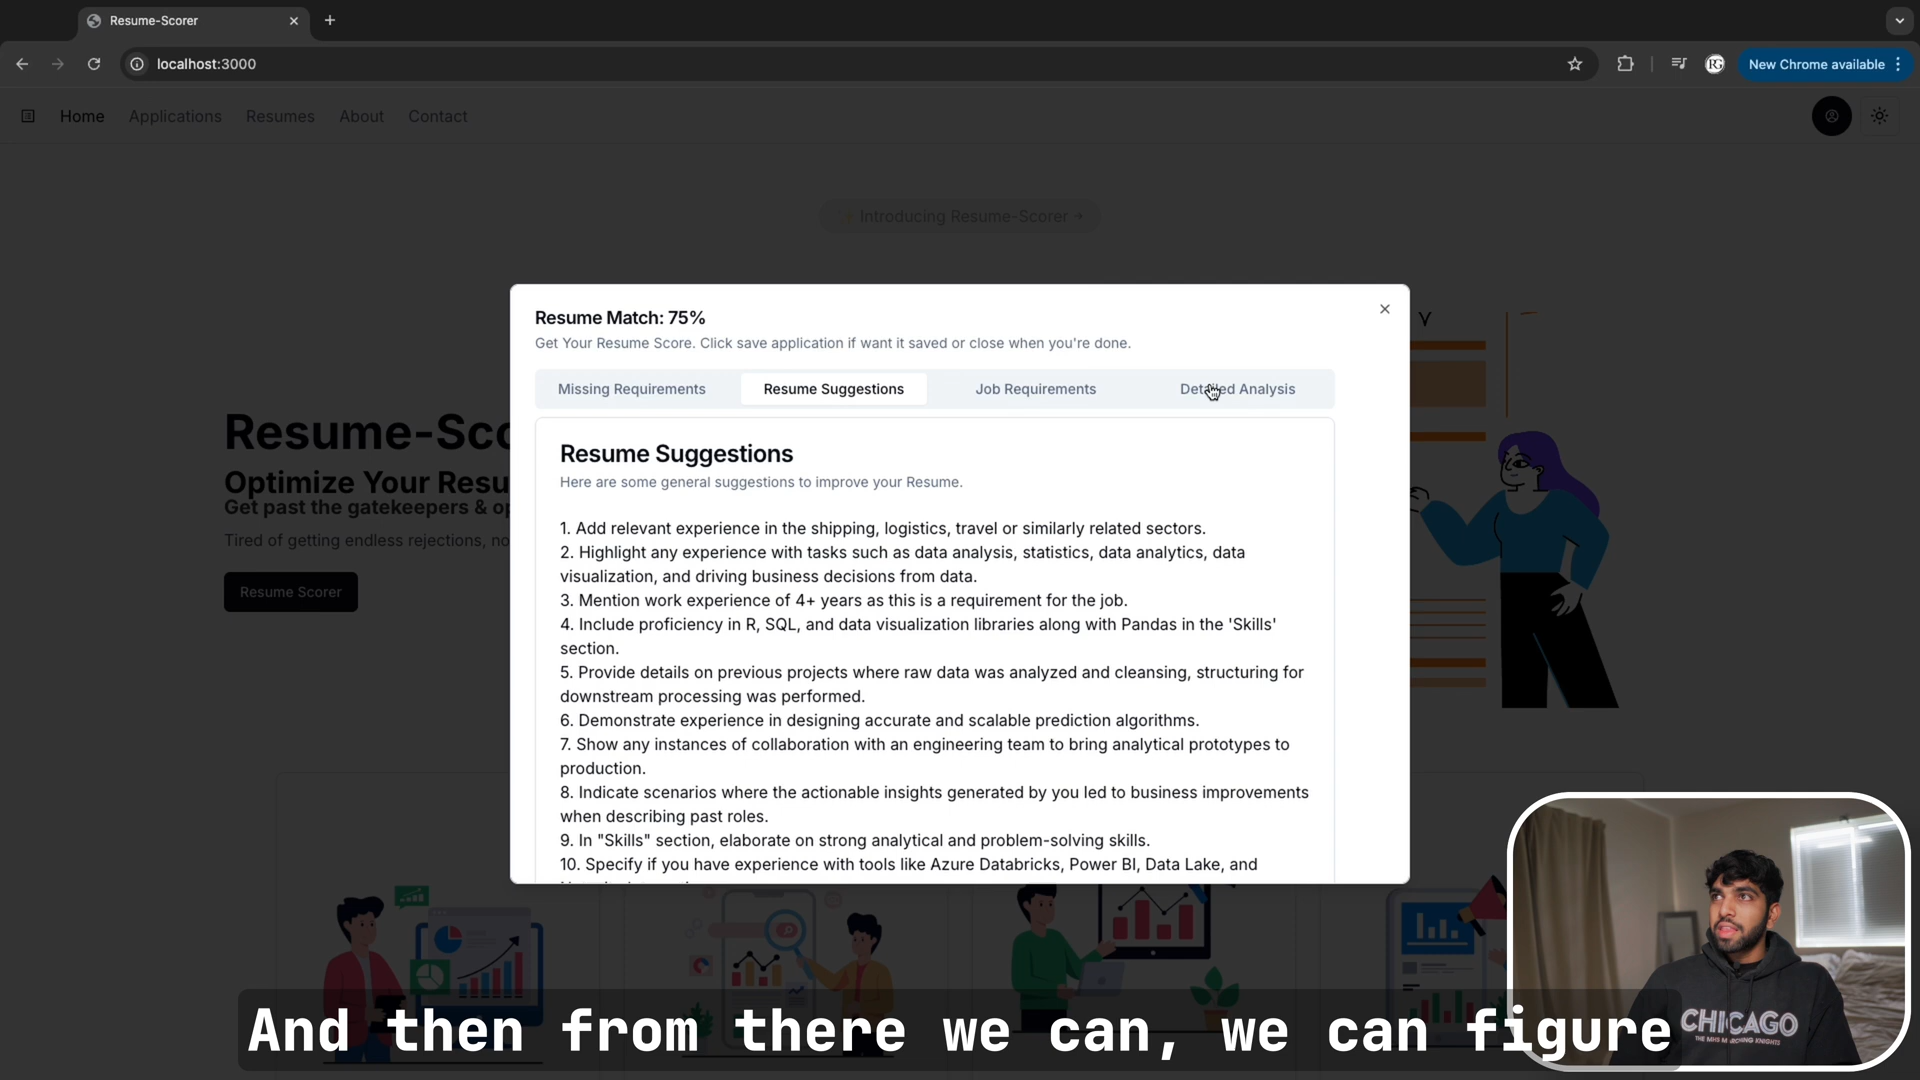 Resume-Scorer
localhost:3000
New Chrome available
Home Applications Resumes About Contact
Introducing Resume-Scorer
Resume Match: 75%
Get Your Resume Score. Click save application if want it saved or close when you're done.
Missing Requirements Resume Suggestions Job Requirements Detailed Analysis
Resume-Sco
Optimize Your Resu
Get past the gatekeepers & op
Tired of getting endless rejections, no
Resume Scorer
Resume Suggestions
Here are some general suggestions to improve your Resume.
1. Add relevant experience in the shipping, logistics, travel or similarly related sectors.
2. Highlight any experience with tasks such as data analysis, statistics, data analytics, data
visualization, and driving business decisions from data.
3. Mention work experience of 4+ years as this is a requirement for the job.
4. Include proficiency in R, SQL, and data visualization libraries along with Pandas in the 'Skills'
section.
5. Provide details on previous projects where raw data was analyzed and cleansing, structuring for
downstream processing was performed.
6. Demonstrate experience in designing accurate and scalable prediction algorithms.
7. Show any instances of collaboration with an engineering team to bring analytical prototypes to
production.
8. Indicate scenarios where the actionable insights generated by you led to business improvements
when describing past roles.
9. In "Skills" section, elaborate on strong analytical and problem-solving skills.
10. Specify if you have experience with tools like Azure Databricks, Power BI, Data Lake, and
And then from there we can, we can figure
CHICAGO